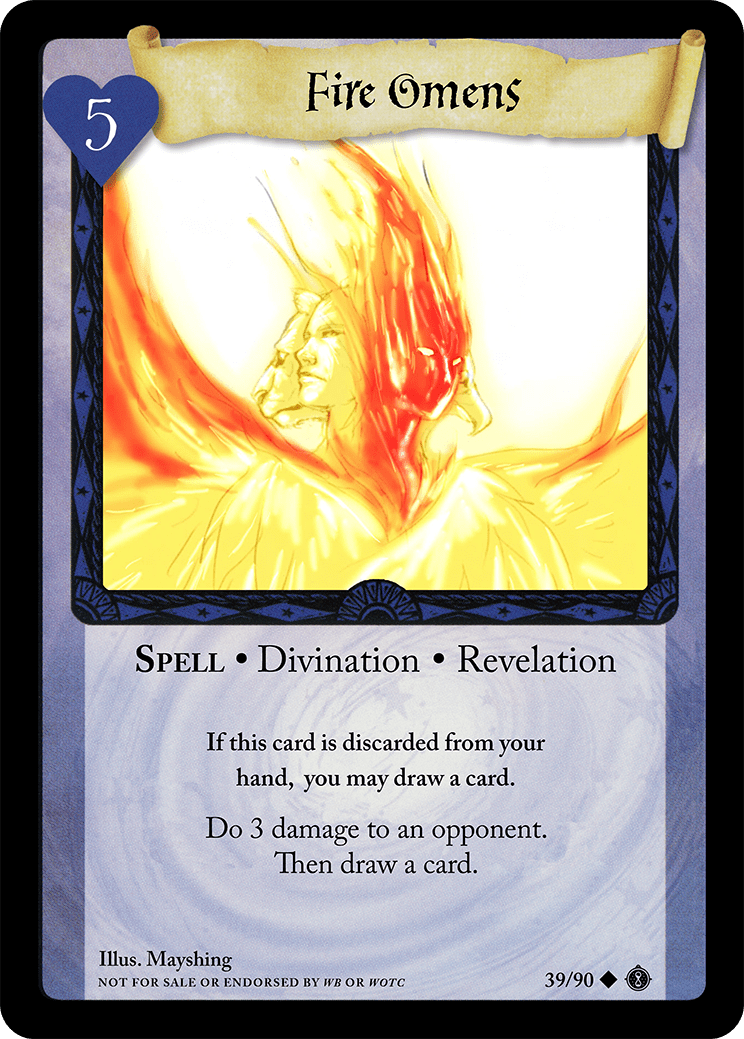 Fire Omens
5
SPELL • Divination • Revelation
If this card is discarded from your
hand, you may draw a card.
Do 3 damage to an opponent.
Then draw a card.
Illus. Mayshing
NOT FOR SALE OR ENDORSED BY WB OR WOTC
39/90